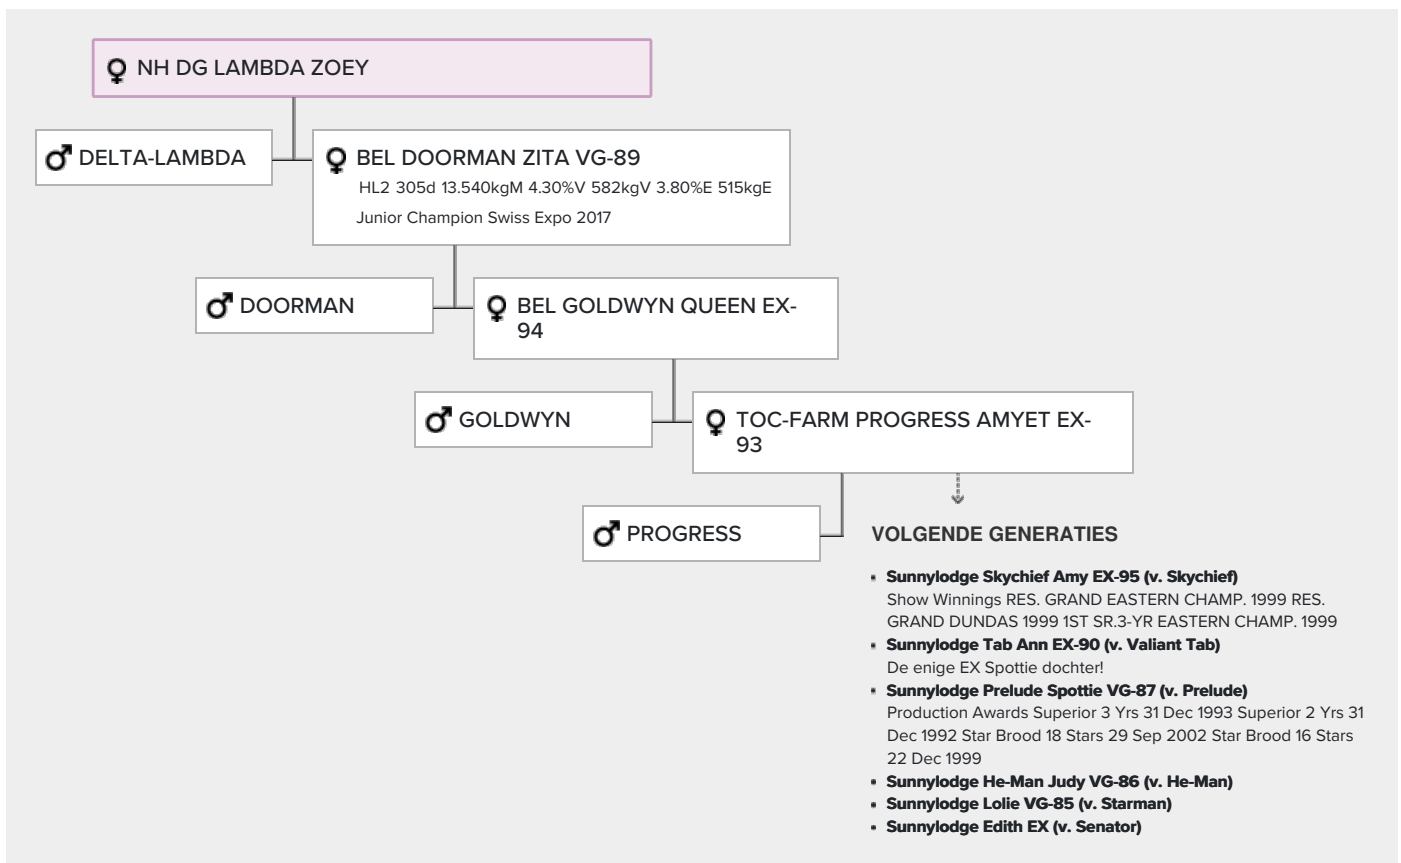 NH DG LAMBDA ZOEY
DELTA-LAMBDA
BEL DOORMAN ZITA VG-89
HL2 305d 13.540kgM 4.30%V 582kgV 3.80%E 515kgE
Junior Champion Swiss Expo 2017
DOORMAN
BEL GOLDWYN QUEEN EX-
94
GOLDWYN
TOC-FARM PROGRESS AMYET EX-
93
PROGRESS
VOLGENDE GENERATIES
Sunnylodge Skychief Amy EX-95 (v. Skychief)
Show Winnings RES. GRAND EASTERN CHAMP. 1999 RES.
GRAND DUNDAS 1999 1ST SR.3-YR EASTERN CHAMP. 1999
Sunnylodge Tab Ann EX-90 (v. Valiant Tab)
De enige EX Spottie dochter!
Sunnylodge Prelude Spottie VG-87 (v. Prelude)
Production Awards Superior 3 Yrs 31 Dec 1993 Superior 2 Yrs 31
Dec 1992 Star Brood 18 Stars 29 Sep 2002 Star Brood 16 Stars
22 Dec 1999
Sunnylodge He-Man Judy VG-86 (v. He-Man)
Sunnylodge Lolie VG-85 (v. Starman)
Sunnylodge Edith EX (v. Senator)